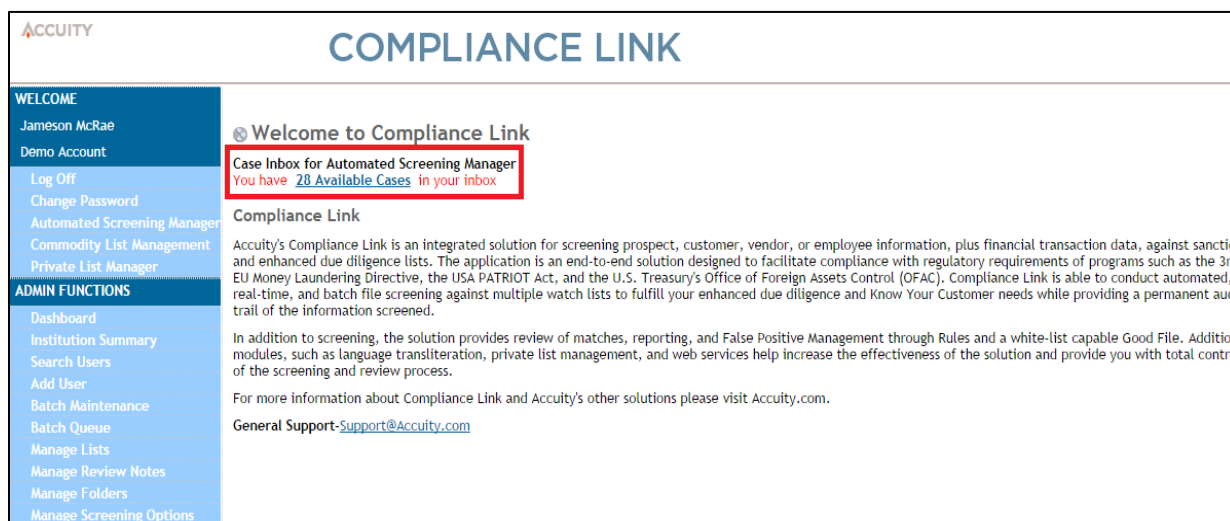 ACCUITY
COMPLIANCE LINK
WELCOME
Jameson McRae
Demo Account
Log Off
Change Password
Automated Screening Manager
Commodity List Management
Private List Manager
ADMIN FUNCTIONS
Dashboard
Institution Summary
Search Users
Add User
Batch Maintenance
Batch Queue
Manage Lists
Manage Review Notes
Manage Folders
Manage Screening Options
Welcome to Compliance Link
Case Inbox for Automated Screening Manager
You have 28 Available Cases in your inbox
Compliance Link
Accuity's Compliance Link is an integrated solution for screening prospect, customer, vendor, or employee information, plus financial transaction data, against sancti
and enhanced due diligence lists. The application is an end-to-end solution designed to facilitate compliance with regulatory requirements of programs such as the 3r
EU Money Laundering Directive, the USA PATRIOT Act, and the U.S. Treasury's Office of Foreign Assets Control (OFAC). Compliance Link is able to conduct automated,
real-time, and batch file screening against multiple watch lists to fulfill your enhanced due diligence and Know Your Customer needs while providing a permanent au
trail of the information screened.
In addition to screening, the solution provides review of matches, reporting, and False Positive Management through Rules and a white-list capable Good File. Additio
modules, such as language transliteration, private list management, and web services help increase the effectiveness of the solution and provide you with total contr
of the screening and review process.
For more information about Compliance Link and Accuity's other solutions please visit Accuity.com.
General Support-Support@Accuity.com